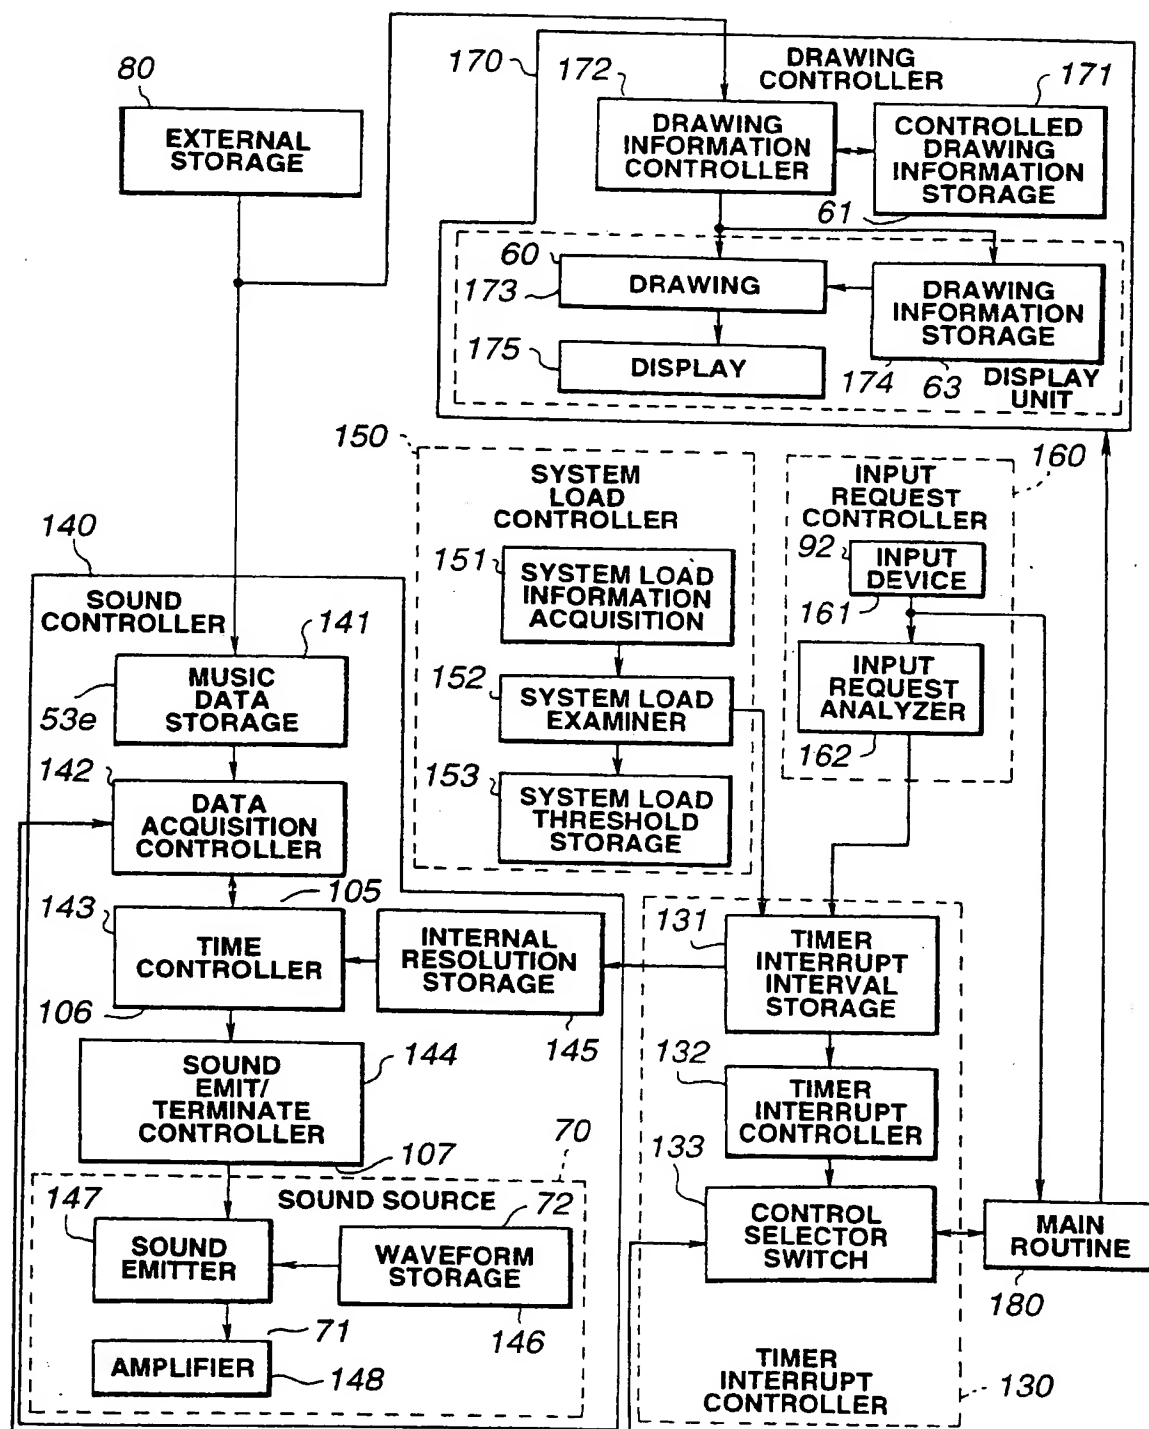 80
EXTERNAL
STORAGE
170
172
DRAWING
CONTROLLER
171
DRAWING
INFORMATION
CONTROLLER
CONTROLLED
DRAWING
INFORMATION
STORAGE
61
60
173
DRAWING
DRAWING
INFORMATION
STORAGE
175
DISPLAY
174
63
DISPLAY
UNIT
150
SYSTEM
LOAD
CONTROLLER
151
SYSTEM LOAD
INFORMATION
ACQUISITION
152
SYSTEM LOAD
EXAMINER
153
SYSTEM LOAD
THRESHOLD
STORAGE
160
INPUT
REQUEST
CONTROLLER
92
INPUT
DEVICE
161
INPUT
REQUEST
ANALYZER
162
140
SOUND
CONTROLLER
141
MUSIC
DATA
STORAGE
53e
142
DATA
ACQUISITION
CONTROLLER
105
143
TIME
CONTROLLER
106
INTERNAL
RESOLUTION
STORAGE
145
144
SOUND
EMIT/
TERMINATE
CONTROLLER
107
70
SOUND SOURCE
147
SOUND
EMITTER
72
WAVEFORM
STORAGE
146
71
AMPLIFIER
148
131
TIMER
INTERRUPT
INTERVAL
STORAGE
132
TIMER
INTERRUPT
CONTROLLER
133
CONTROL
SELECTOR
SWITCH
MAIN
ROUTINE
180
TIMER
INTERRUPT
CONTROLLER
130